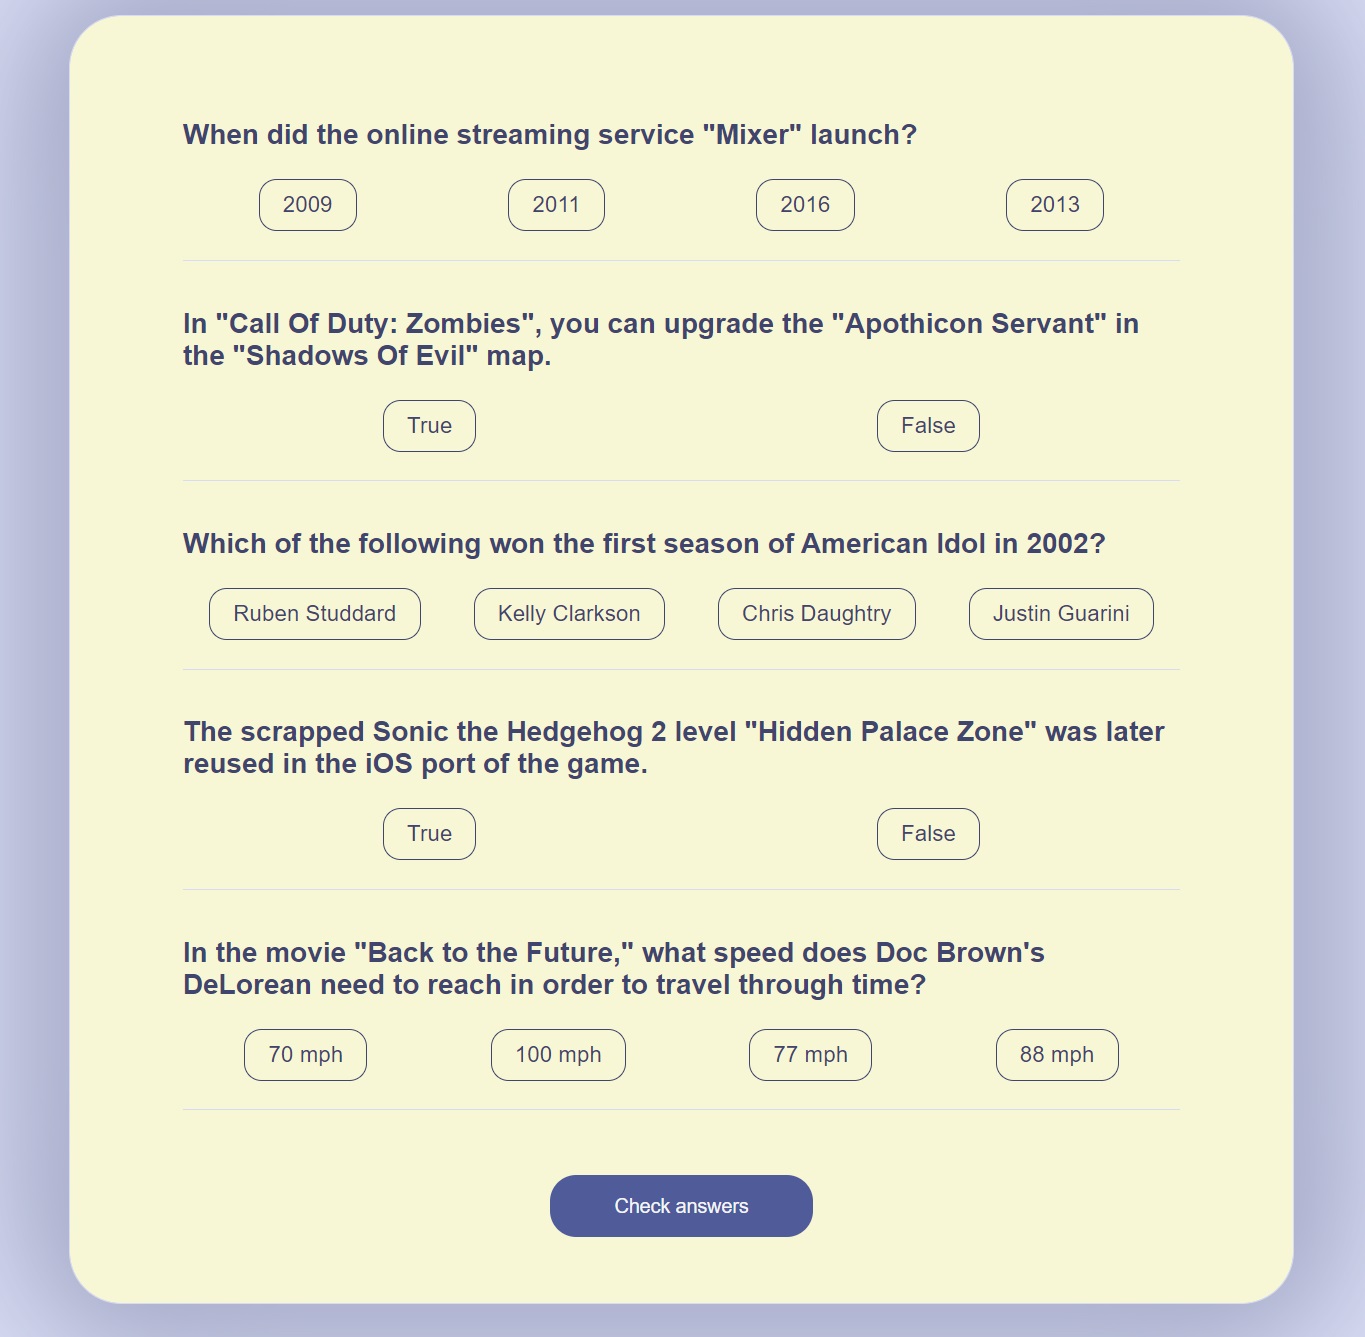 When did the online streaming service "Mixer" launch?
2009 2011 2016 2013
In "Call Of Duty: Zombies", you can upgrade the "Apothicon Servant" in
the "Shadows Of Evil" map.
True False
Which of the following won the first season of American Idol in 2002?
Ruben Studdard Kelly Clarkson Chris Daughtry Justin Guarini
The scrapped Sonic the Hedgehog 2 level "Hidden Palace Zone" was later
reused in the iOS port of the game.
True False
In the movie "Back to the Future," what speed does Doc Brown's
DeLorean need to reach in order to travel through time?
70 mph 100 mph 77 mph 88 mph
Check answers